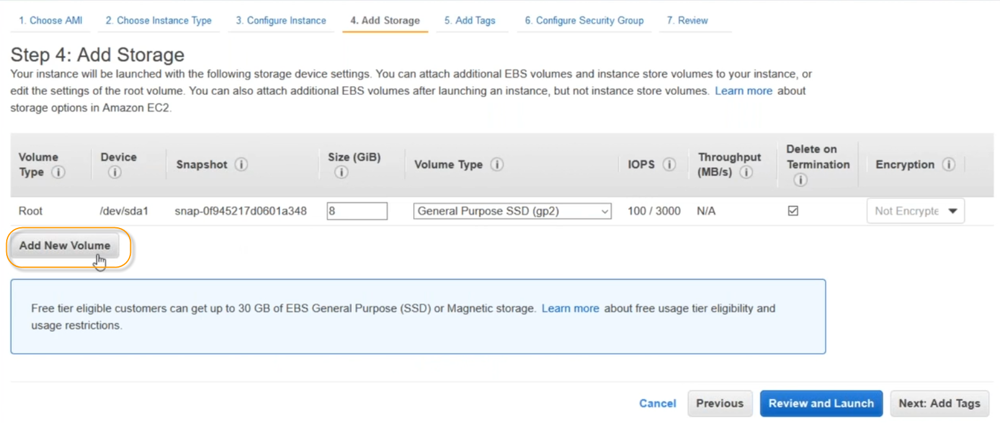 1. Choose AMI 2. Choose Instance Type 3. Configure Instance 4. Add Storage 5. Add Tags 6. Configure Security Group 7. Review
Step 4: Add Storage
Your instance will be launched with the following storage device settings. You can attach additional EBS volumes and instance store volumes to your instance, or
edit the settings of the root volume. You can also attach additional EBS volumes after launching an instance, but not instance store volumes. Learn more about
storage options in Amazon EC2.
Volume Type i Device i Snapshot i Size (GiB) i Volume Type i IOPS i Throughput (MB/s) i Delete on Termination i Encryption i
Root /dev/sda1 snap-0f945217d0601a348 8 General Purpose SSD (gp2) 100 / 3000 N/A Not Encrypte
Add New Volume
Free tier eligible customers can get up to 30 GB of EBS General Purpose (SSD) or Magnetic storage. Learn more about free usage tier eligibility and
usage restrictions.
Cancel Previous Review and Launch Next: Add Tags